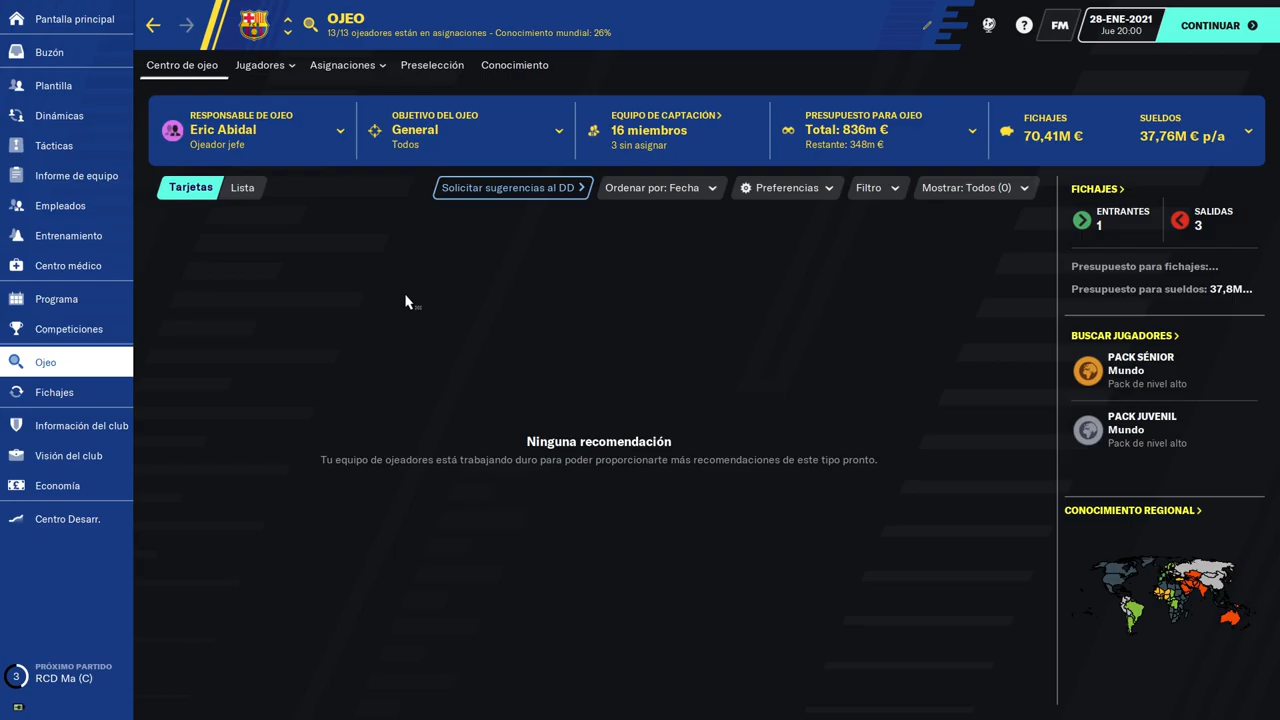 Pantalla principal
Buzón
Plantilla
Dinámicas
Tácticas
Informe de equipo
Empleados
Entrenamiento
Centro médico
Programa
Competiciones
Ojeo
Fichajes
Información del club
Visión del club
Economía
Centro Desarr.
3
PRÓXIMO PARTIDO
RCD Ma (C)
OJEO
13/13 ojeadores están en asignaciones - Conocimiento mundial: 26%
?
FM
28-ENE-2021
Jue 20:00
CONTINUAR
Centro de ojeo
Jugadores
Asignaciones
Preselección
Conocimiento
RESPONSABLE DE OJEO
Eric Abidal
Ojeador jefe
OBJETIVO DEL OJEO
General
Todos
EQUIPO DE CAPTACIÓN
16 miembros
3 sin asignar
PRESUPUESTO PARA OJEO
Total: 836m €
Restante: 348m €
FICHAJES
70,41M €
SUELDOS
37,76M € p/a
Tarjetas
Lista
Solicitar sugerencias al DD
Ordenar por: Fecha
Preferencias
Filtro
Mostrar: Todos (0)
Ninguna recomendación
Tu equipo de ojeadores está trabajando duro para poder proporcionarte más recomendaciones de este tipo pronto.
FICHAJES
ENTRANTES
1
SALIDAS
3
Presupuesto para fichajes:...
Presupuesto para sueldos: 37,8M...
BUSCAR JUGADORES
PACK SÉNIOR
Mundo
Pack de nivel alto
PACK JUVENIL
Mundo
Pack de nivel alto
CONOCIMIENTO REGIONAL